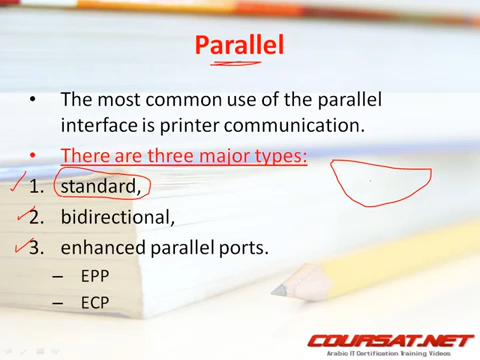 Parallel
• The most common use of the parallel
interface is printer communication.
• There are three major types:
1. standard,
2. bidirectional,
3. enhanced parallel ports.
– EPP
– ECP
COURSAT.NET
Arabic IT Certification Training Videos